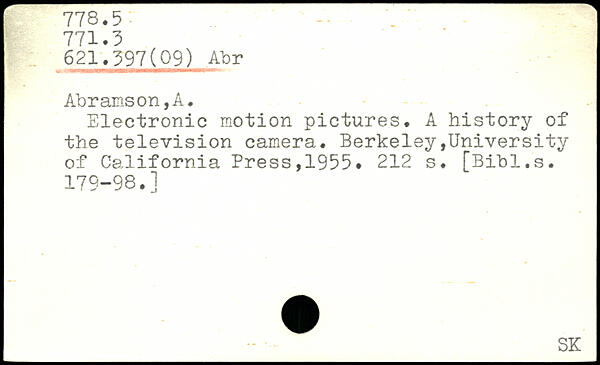 778.5
771.3
621.397(09) Abr
Abramson,A.
Electronic motion pictures. A history of
the television camera. Berkeley,University
of California Press,1955. 212 s. [Bibl.s.
179-98.]
SK